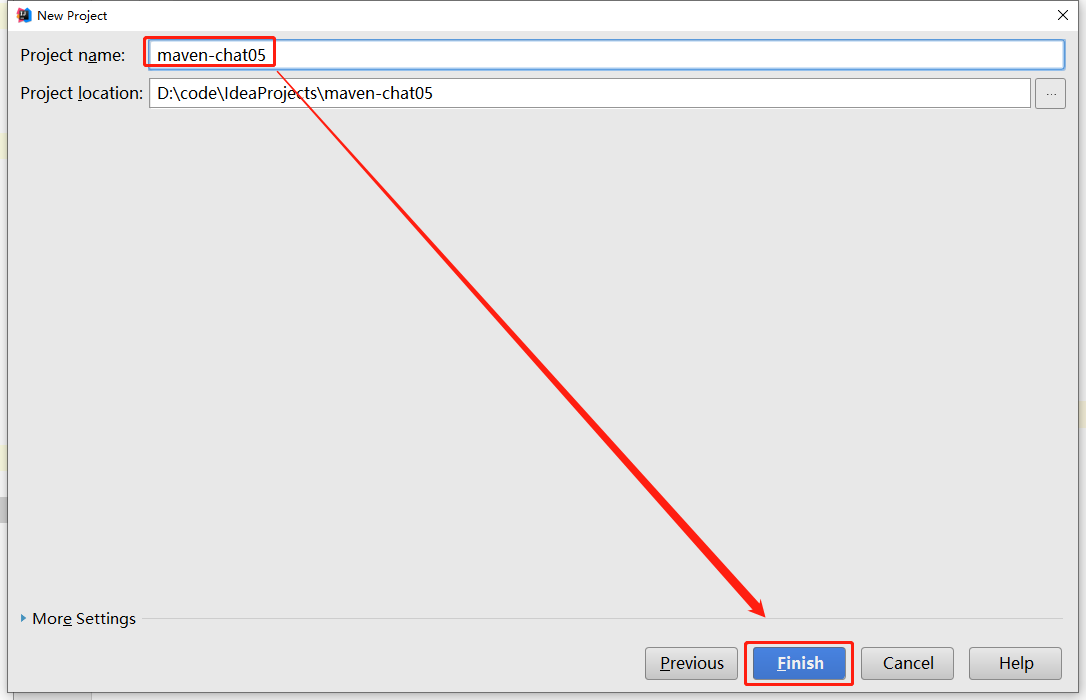 New Project
Project name: maven-chat05
Project location: D:\code\IdeaProjects\maven-chat05 ...
More Settings
Previous Finish Cancel Help